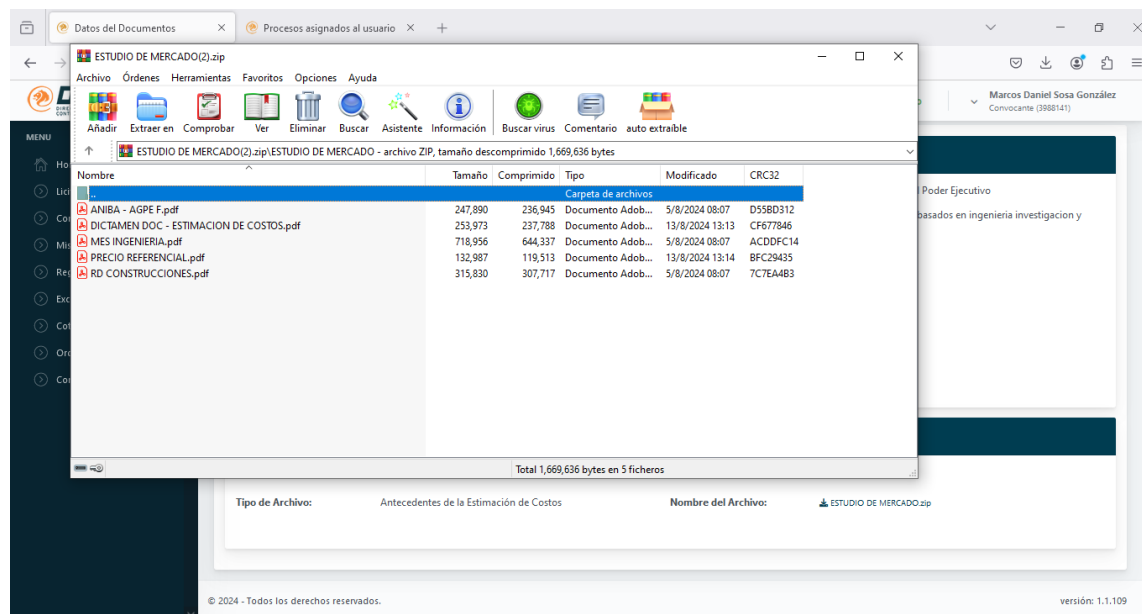 Datos del Documentos
Procesos asignados al usuario
ESTUDIO DE MERCADO(2).zip
Archivo Órdenes Herramientas Favoritos Opciones Ayuda
Añadir Extraer en Comprobar Ver Eliminar Buscar Asistente Información Buscar virus Comentario auto extraíble
ESTUDIO DE MERCADO(2).zip\ESTUDIO DE MERCADO - archivo ZIP, tamaño descomprimido 1,669,636 bytes
Nombre Tamaño Comprimido Tipo Modificado CRC32
.. Carpeta de archivos
ANIBA - AGPE F.pdf 247,890 236,945 Documento Adob... 5/8/2024 08:07 D55BD312
DICTAMEN DOC - ESTIMACION DE COSTOS.pdf 253,973 237,788 Documento Adob... 13/8/2024 13:13 CF677846
MES INGENIERIA.pdf 718,956 644,337 Documento Adob... 5/8/2024 08:07 ACDDFC14
PRECIO REFERENCIAL.pdf 132,987 119,513 Documento Adob... 13/8/2024 13:14 BFC29435
RD CONSTRUCCIONES.pdf 315,830 307,717 Documento Adob... 5/8/2024 08:07 7C7EA4B3
Total 1,669,636 bytes en 5 ficheros
Marcos Daniel Sosa González
Convocante (3988141)
MENU
Ho
Lici
Co
Mis
Re
Exc
Cot
Ord
Co
Poder Ejecutivo
basados en ingenieria investigacion y
Tipo de Archivo: Antecedentes de la Estimación de Costos Nombre del Archivo: ESTUDIO DE MERCADO.zip
© 2024 - Todos los derechos reservados. versión: 1.1.109